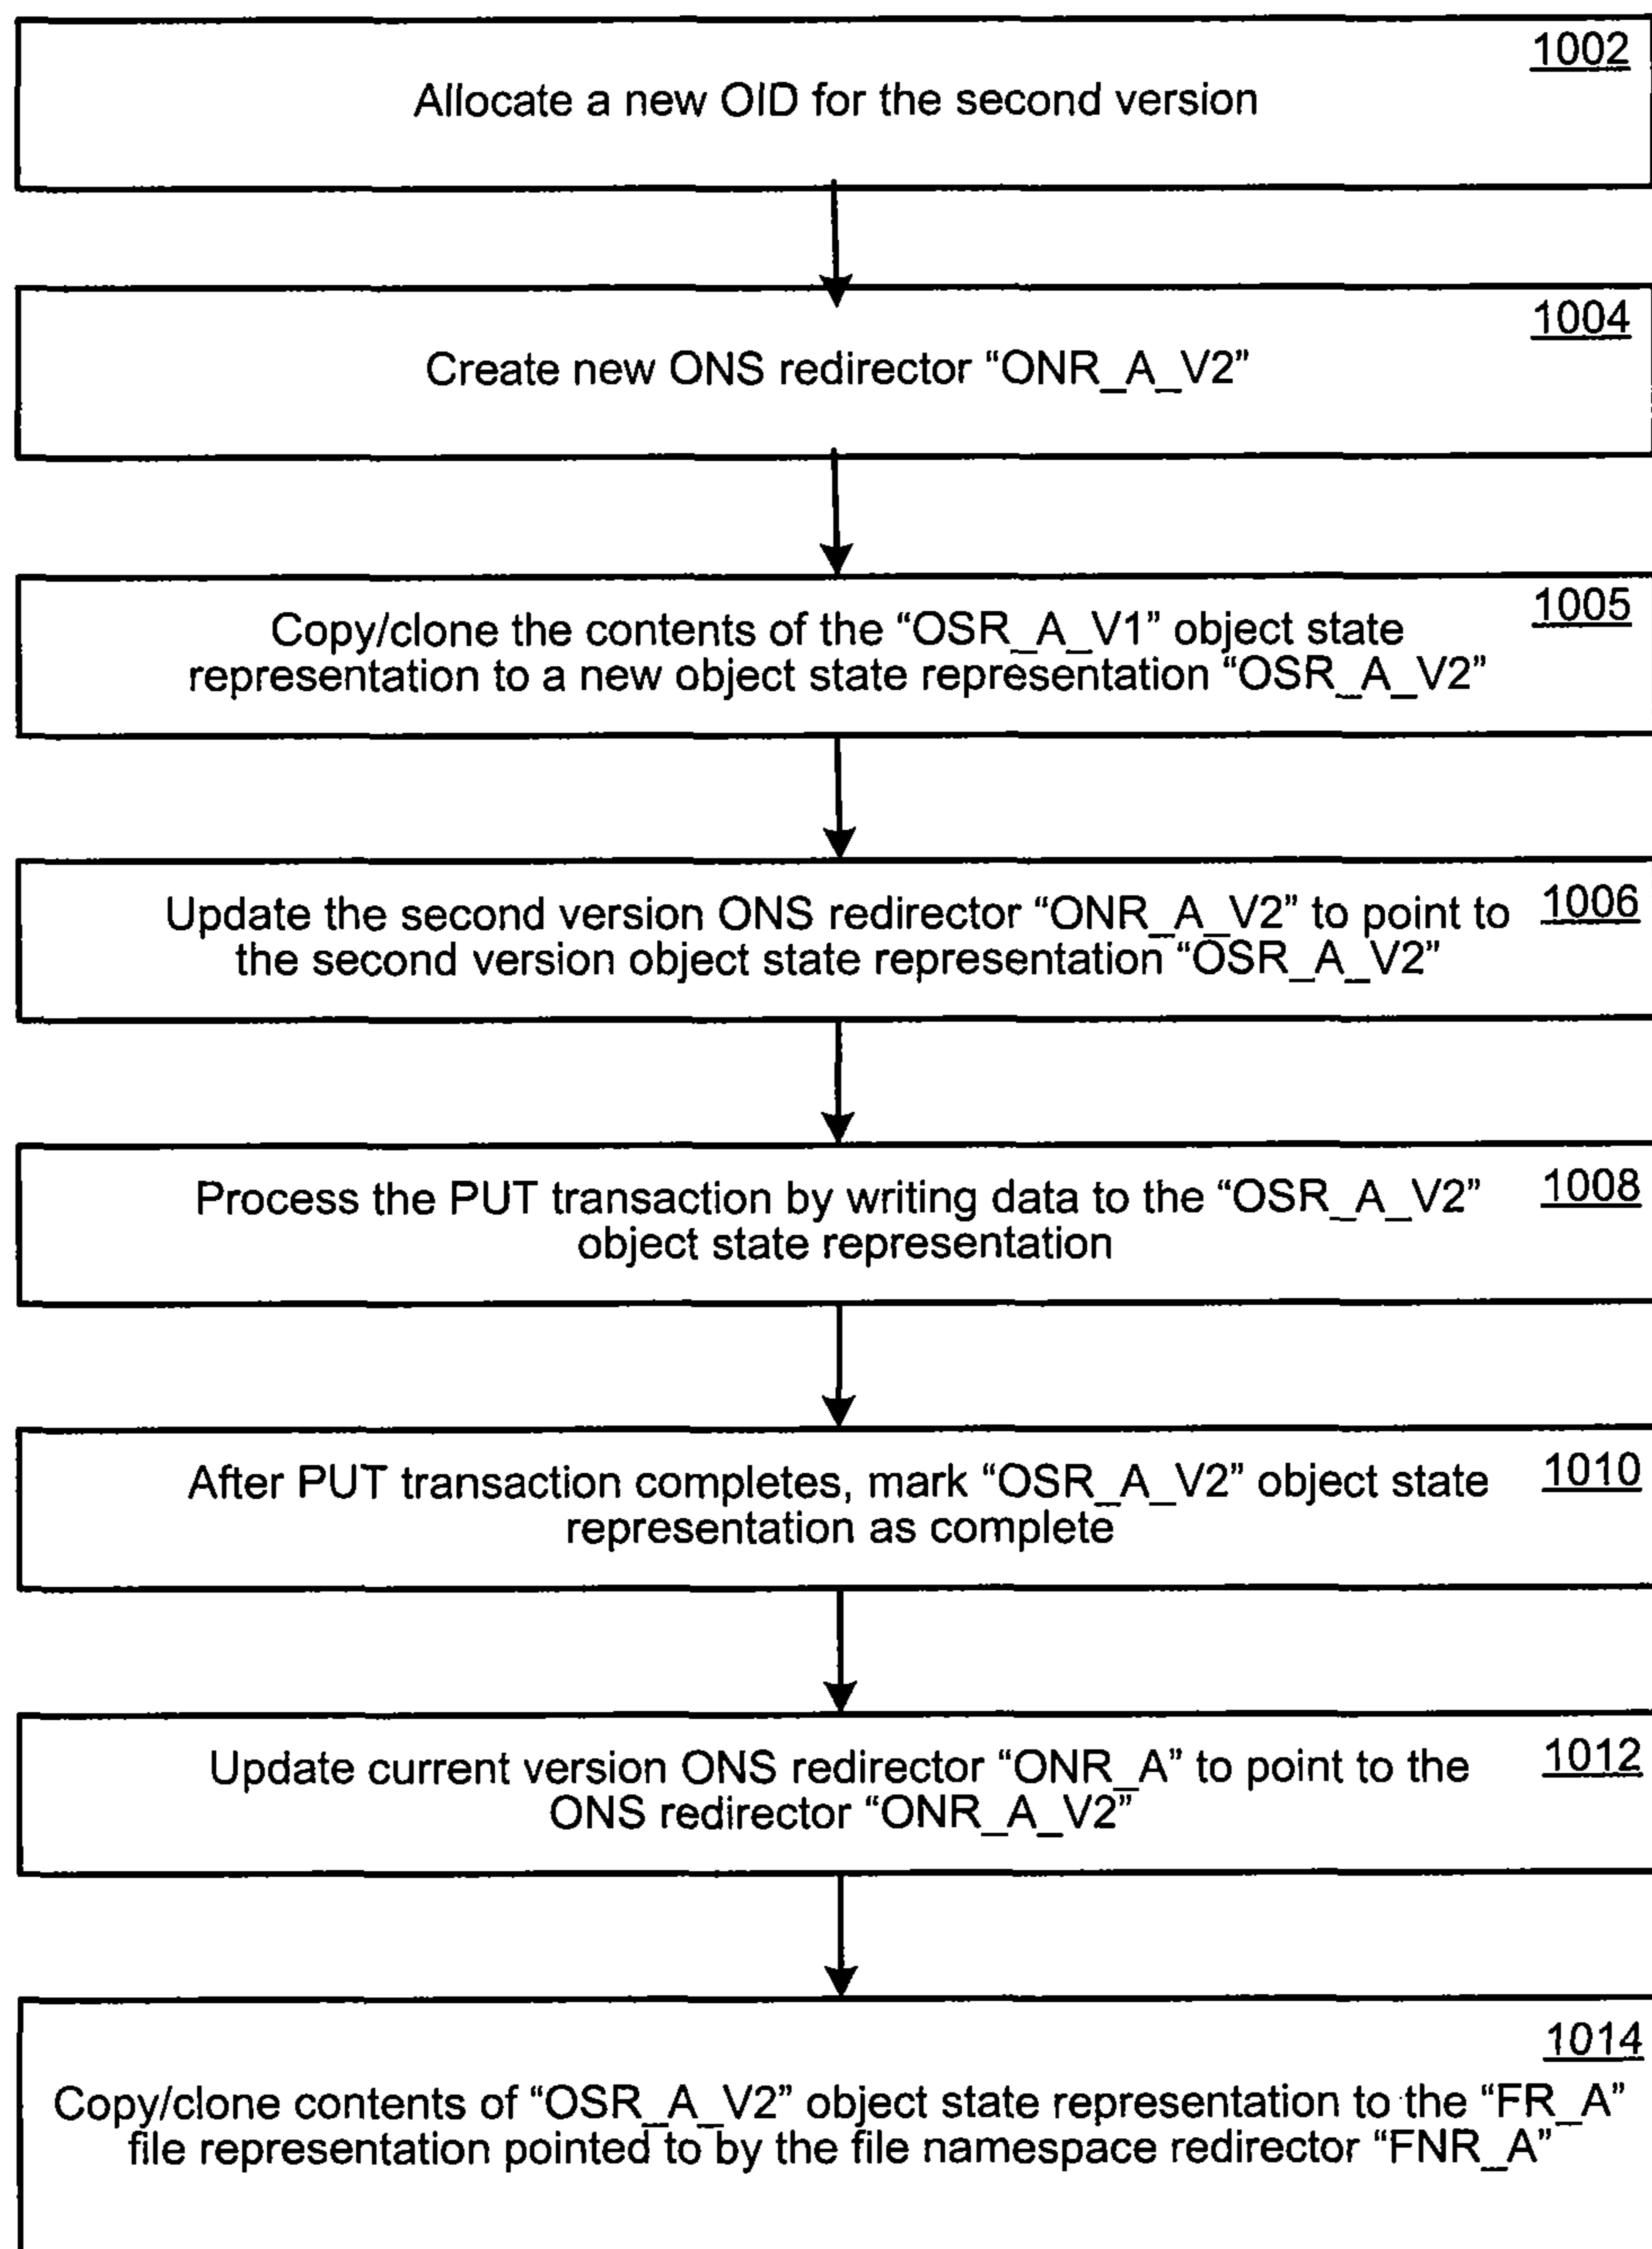 1002
Allocate a new OID for the second version
1004
Create new ONS redirector “ONR_A_V2”
1005
Copy/clone the contents of the “OSR_A_V1” object state
representation to a new object state representation “OSR_A_V2”
Update the second version ONS redirector “ONR_A_V2” to point to 1006
the second version object state representation “OSR_A_V2”
Process the PUT transaction by writing data to the “OSR_A_V2” 1008
object state representation
After PUT transaction completes, mark “OSR_A_V2” object state 1010
representation as complete
Update current version ONS redirector “ONR_A” to point to the 1012
ONS redirector “ONR_A_V2”
1014
Copy/clone contents of “OSR_A_V2” object state representation to the “FR_A”
file representation pointed to by the file namespace redirector “FNR_A”